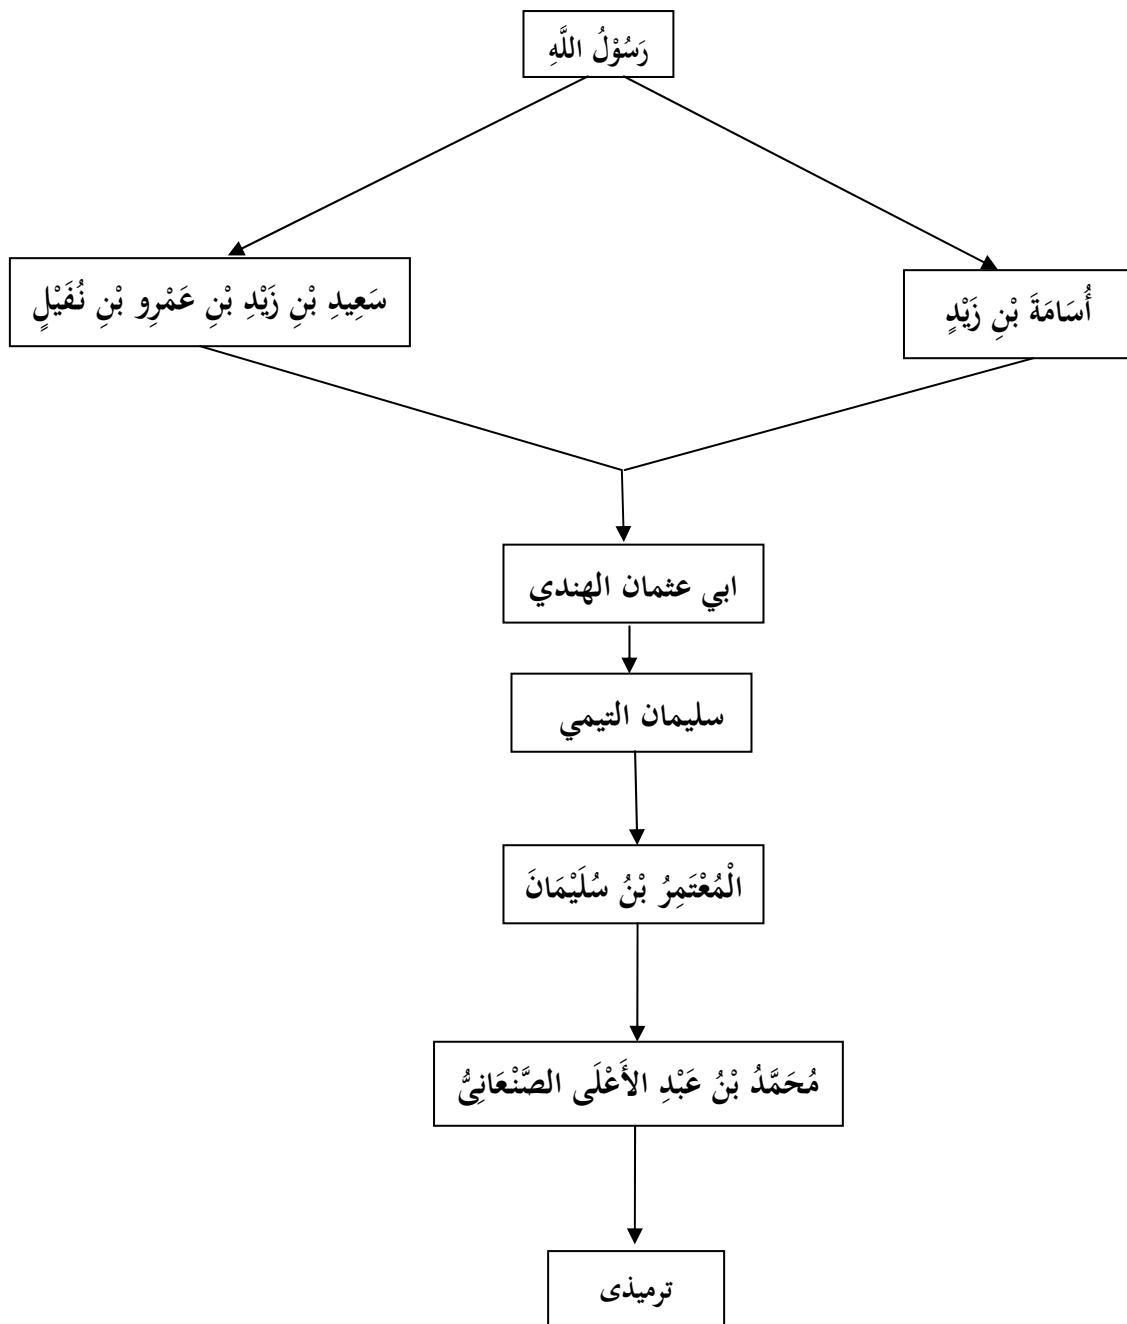 رَسُوْلُ اللَّهِ
أُسَامَةَ بْنِ زَيْدٍ
سَعِيدِ بْنِ زَيْدِ بْنِ عَمْرِو بْنِ نُفَيْلٍ
ابي عثمان الهندي
سليمان التيمي
الْمُعْتَمِرُ بْنُ سُلَيْمَانَ
مُحَمَّدُ بْنُ عَبْدِ الأَعْلَى الصَّنْعَانِىُّ
ترميذى